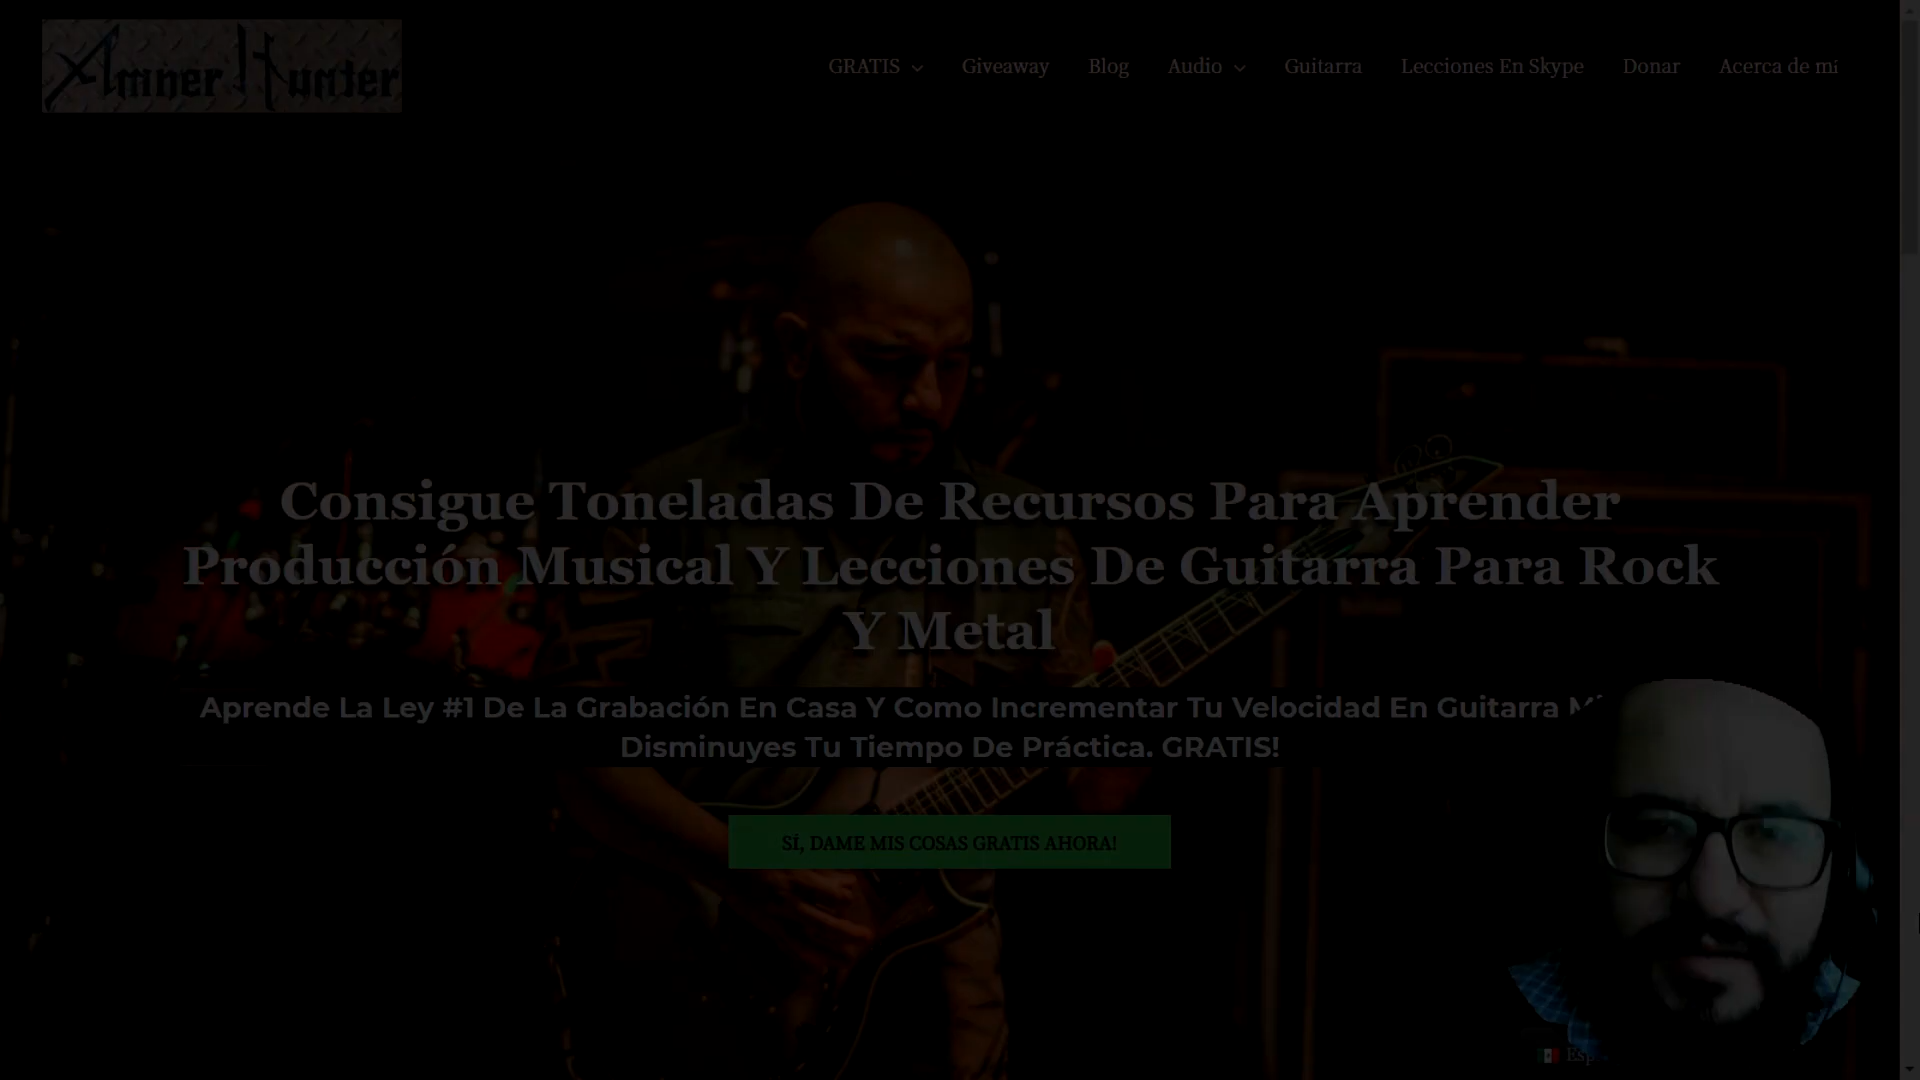 Amner Hunter
GRATIS Giveaway Blog Audio Guitarra Lecciones En Skype Donar Acerca de mi
Consigue Toneladas De Recursos Para Aprender
Producción Musical Y Lecciones De Guitarra Para Rock
Y Metal
Aprende La Ley #1 De La Grabación En Casa Y Como Incrementar Tu Velocidad En Guitarra
Disminuyes Tu Tiempo De Práctica. GRATIS!
SÍ, DAME MIS COSAS GRATIS AHORA!